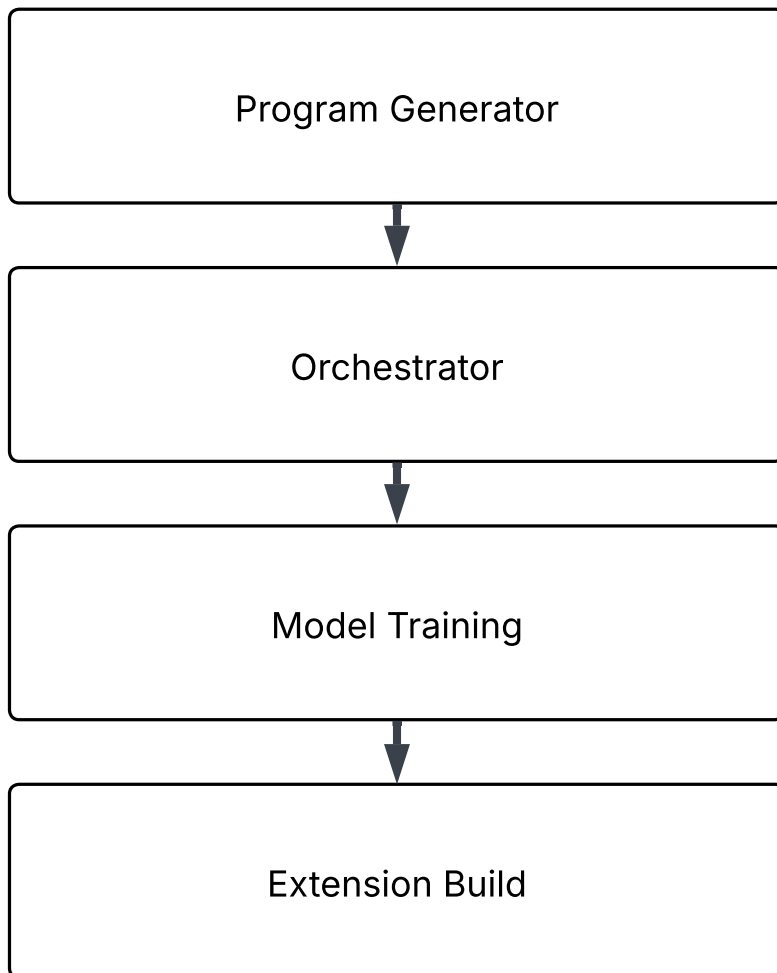 Program Generator
Orchestrator
Model Training
Extension Build